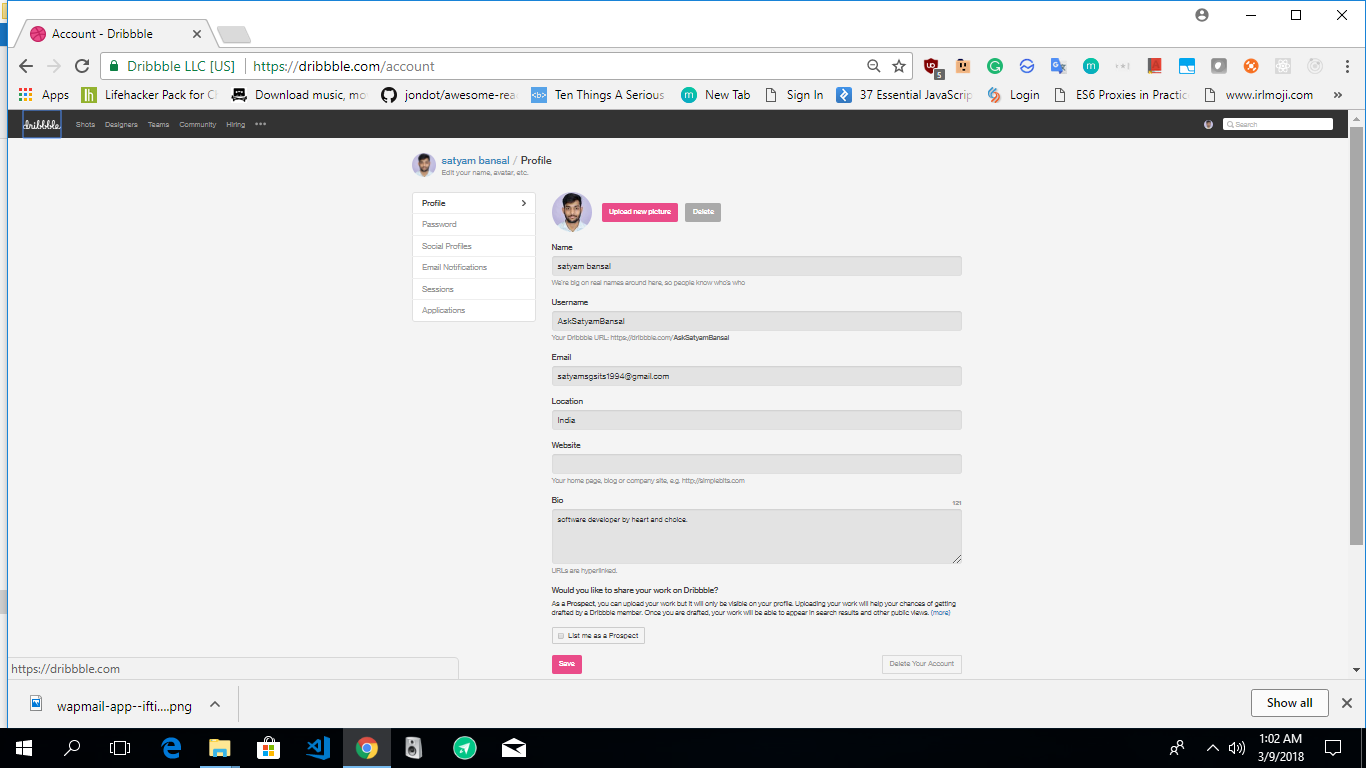 Account - Dribbble
Dribbble LLC [US] https://dribbble.com/account
5
Apps Lifehacker Pack for C Download music, mo jondot/awesome-rea Ten Things A Serious New Tab Sign In 37 Essential JavaScrip Login ES6 Proxies in Practic www.irlmoji.com »
dribbble Shots Designers Teams Community Hiring ••• Search
satyam bansal / Profile
Edit your name, avatar, etc.
Profile
Password
Social Profiles
Email Notifications
Sessions
Applications
Upload new picture Delete
Name
satyam bansal
We're big on real names around here, so people know who's who
Username
AskSatyamBansal
Your Dribbble URL: https://dribbble.com/AskSatyamBansal
Email
satyamsgsits1994@gmail.com
Location
India
Website
Your home page, blog or company site, e.g. http://simplebits.com
Bio 121
software developer by heart and choice.
URLs are hyperlinked.
Would you like to share your work on Dribbble?
As a Prospect, you can upload your work but it will only be visible on your profile. Uploading your work will help your chances of getting
drafted by a Dribbble member. Once you are drafted, your work will be able to appear in search results and other public views. (more)
List me as a Prospect
Save Delete Your Account
https://dribbble.com
wapmail-app--ifti....png Show all
1:02 AM
3/9/2018